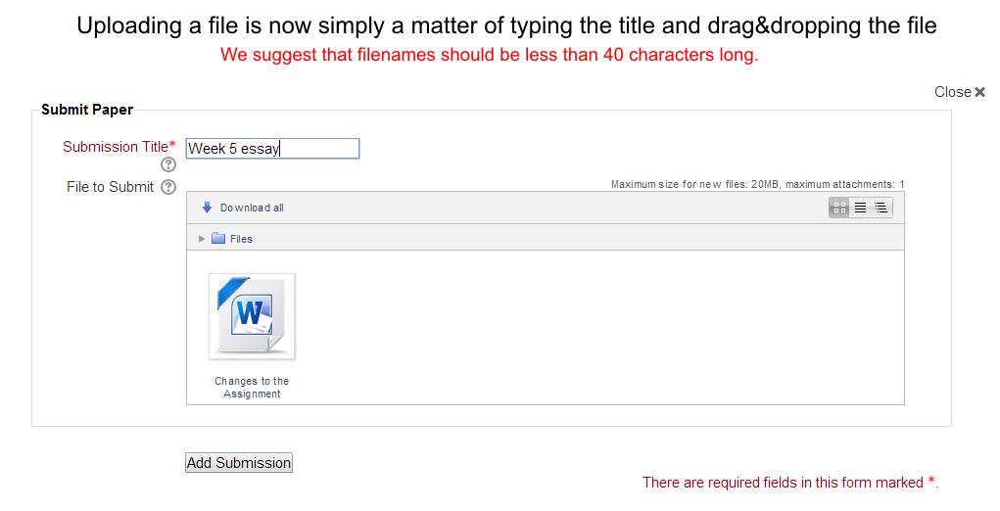 Uploading a file is now simply a matter of typing the title and drag&dropping the file
We suggest that filenames should be less than 40 characters long.
Close ×
Submit Paper
Submission Title*
Week 5 essay
File to Submit
Maximum size for new files: 20MB, maximum attachments: 1
Download all
Files
W
Changes to the
Assignment
Add Submission
There are required fields in this form marked *.